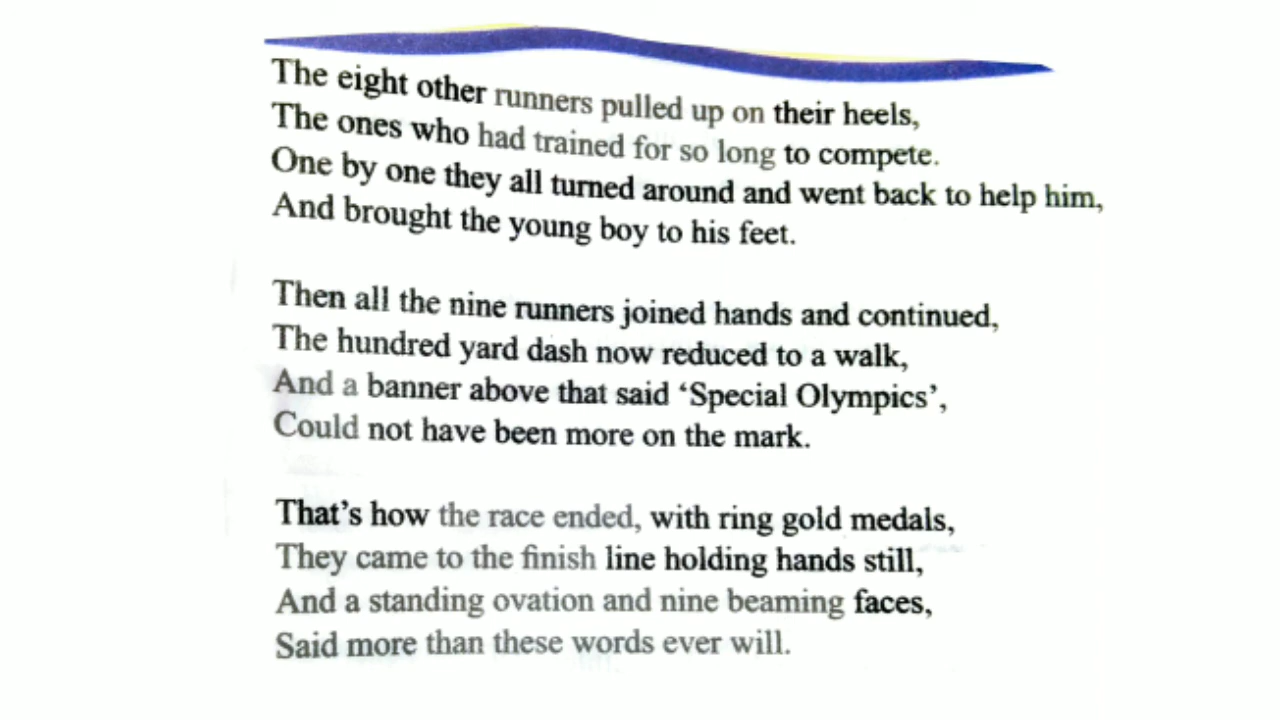 The eight other runners pulled up on their heels,
The ones who had trained for so long to compete.
One by one they all turned around and went back to help him,
And brought the young boy to his feet.
Then all the nine runners joined hands and continued,
The hundred yard dash now reduced to a walk,
And a banner above that said ‘Special Olympics’,
Could not have been more on the mark.
That’s how the race ended, with ring gold medals,
They came to the finish line holding hands still,
And a standing ovation and nine beaming faces,
Said more than these words ever will.